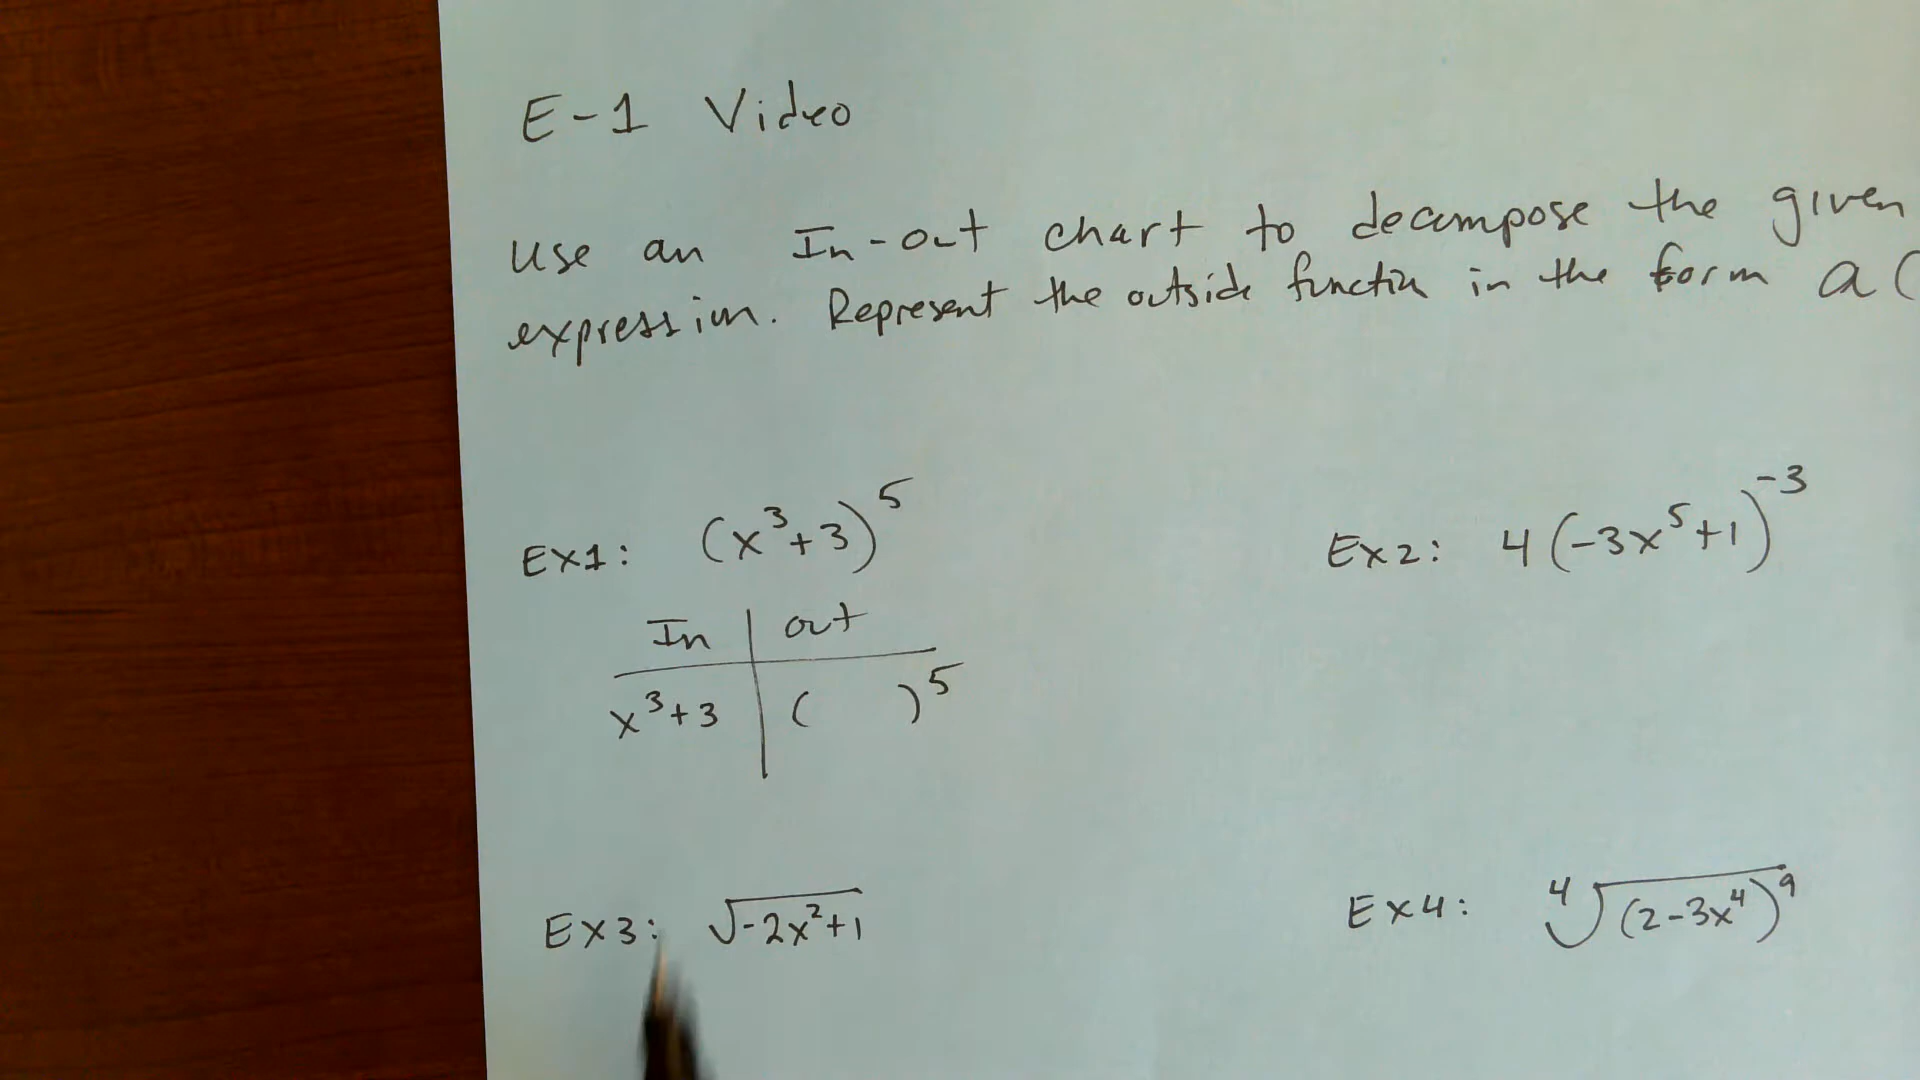 E-1 Video
Use an In-out chart to decompose the given
expression. Represent the outside function in the form a(
Ex1: (x³+3)⁵
Ex2: 4(-3x⁵+1)⁻³
In | out
x³+3 | ( )⁵
Ex3: √-2x²+1
Ex4: ⁴√(2-3x⁴)⁹